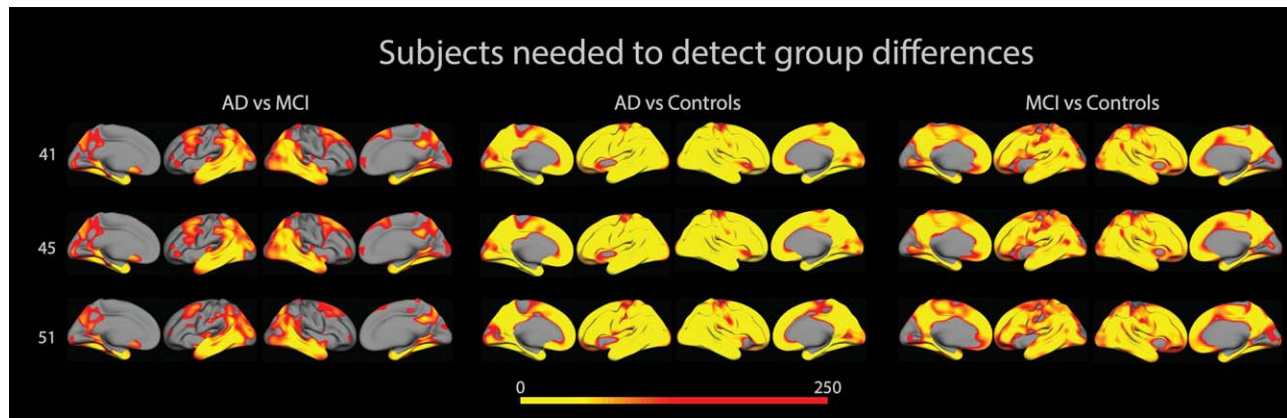 Subjects needed to detect group differences
AD vs MCI
AD vs Controls
MCI vs Controls
41
45
51
0
250